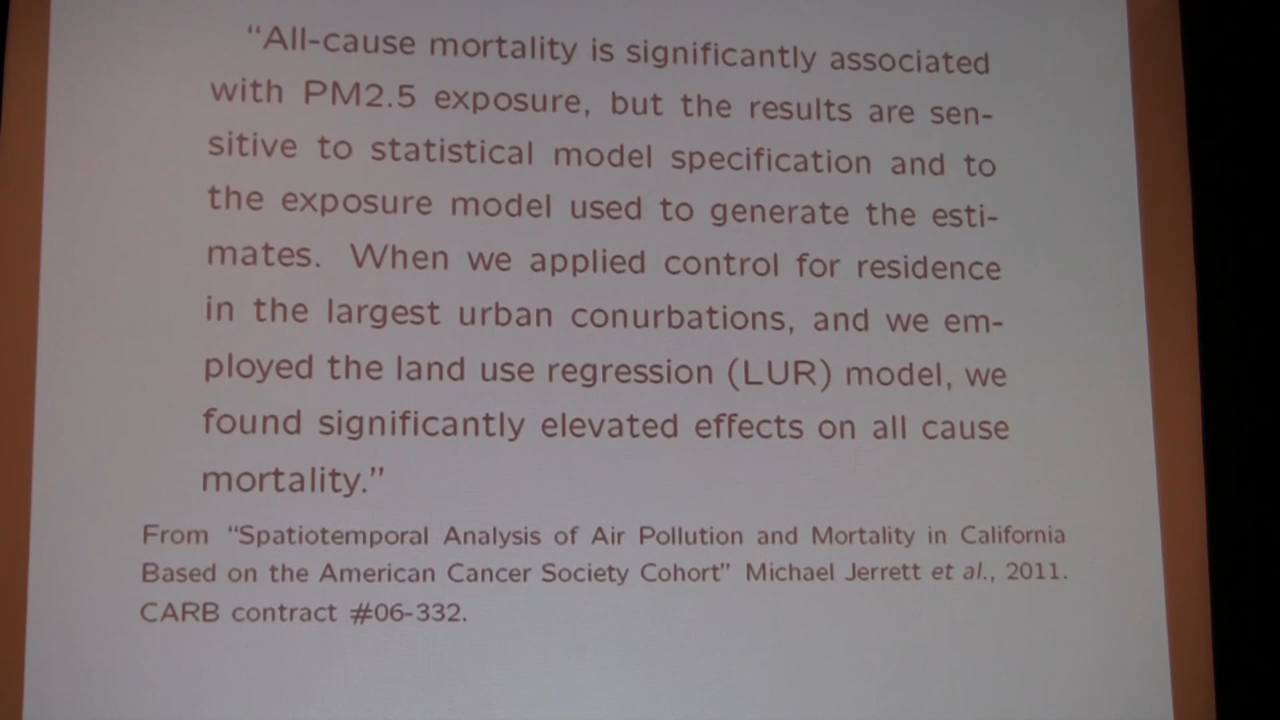 “All-cause mortality is significantly associated
with PM2.5 exposure, but the results are sen-
sitive to statistical model specification and to
the exposure model used to generate the esti-
mates. When we applied control for residence
in the largest urban conurbations, and we em-
ployed the land use regression (LUR) model, we
found significantly elevated effects on all cause
mortality.”
From “Spatiotemporal Analysis of Air Pollution and Mortality in California
Based on the American Cancer Society Cohort” Michael Jerrett et al., 2011.
CARB contract #06-332.